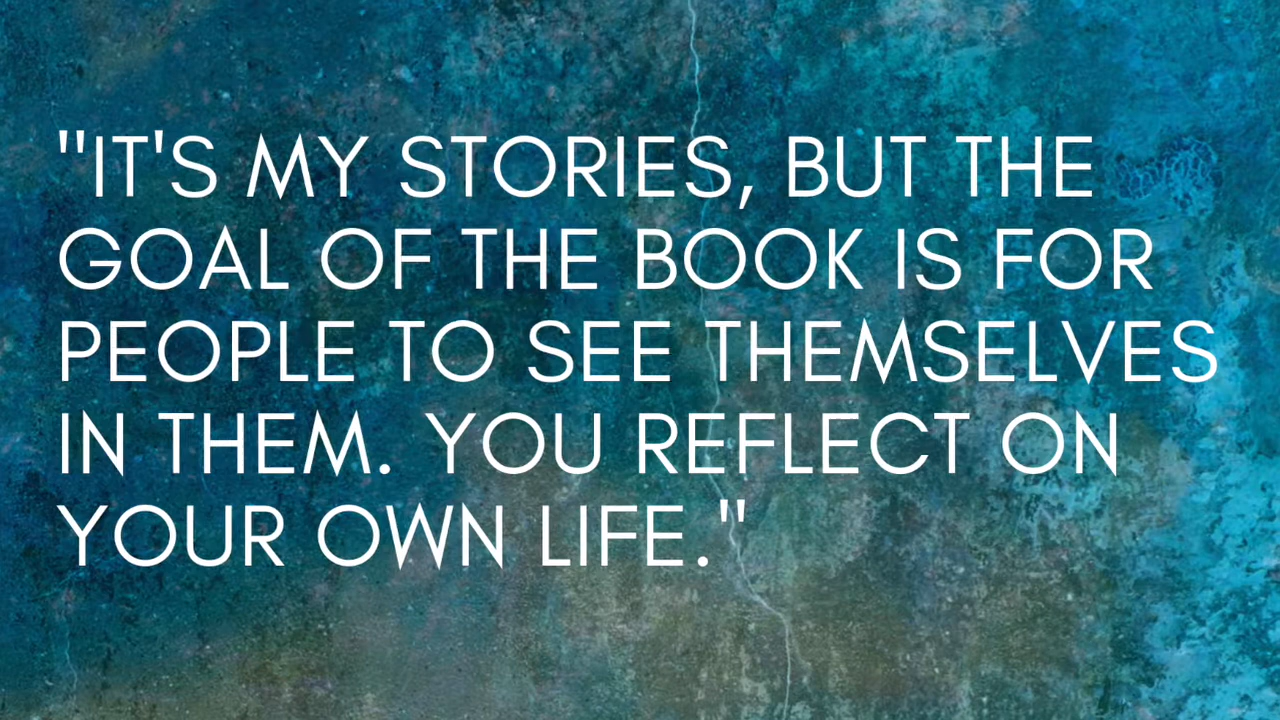 "IT'S MY STORIES, BUT THE
GOAL OF THE BOOK IS FOR
PEOPLE TO SEE THEMSELVES
IN THEM. YOU REFLECT ON
YOUR OWN LIFE."